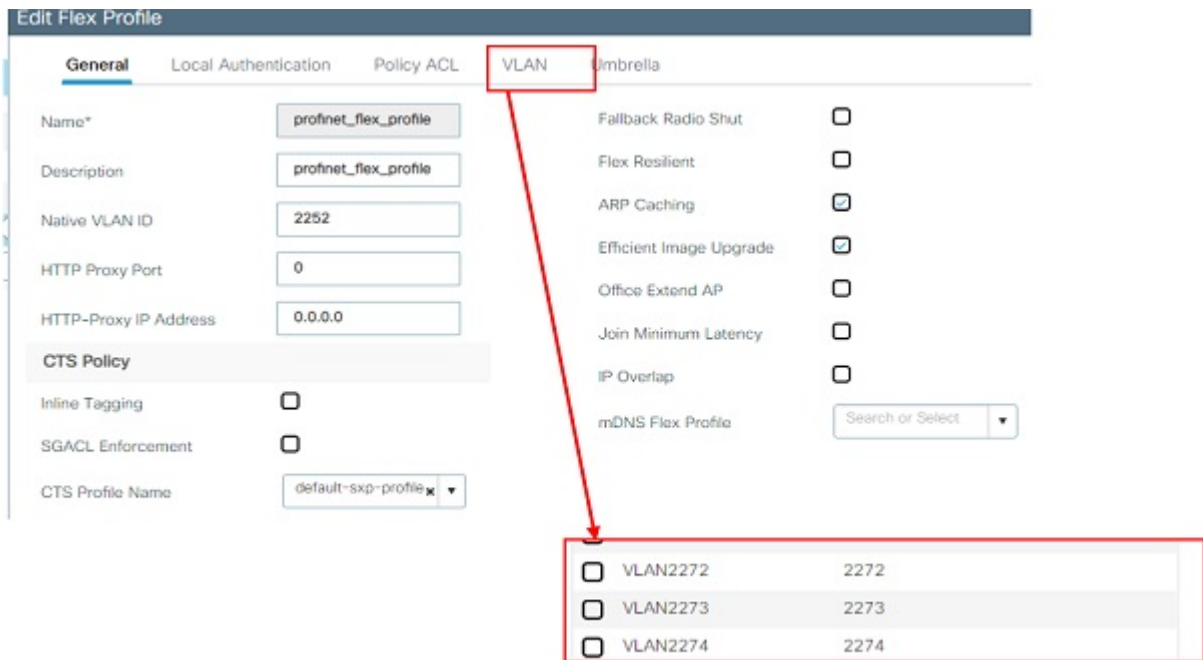 Edit Flex Profile
General Local Authentication Policy ACL VLAN Umbrella
Name* profinet_flex_profile
Description profinet_flex_profile
Native VLAN ID 2252
HTTP Proxy Port 0
HTTP-Proxy IP Address 0.0.0.0
CTS Policy
Inline Tagging
SGACL Enforcement
CTS Profile Name default-sxp-profile
Fallback Radio Shut
Flex Resilient
ARP Caching
Efficient Image Upgrade
Office Extend AP
Join Minimum Latency
IP Overlap
mDNS Flex Profile Search or Select
VLAN2272 2272
VLAN2273 2273
VLAN2274 2274